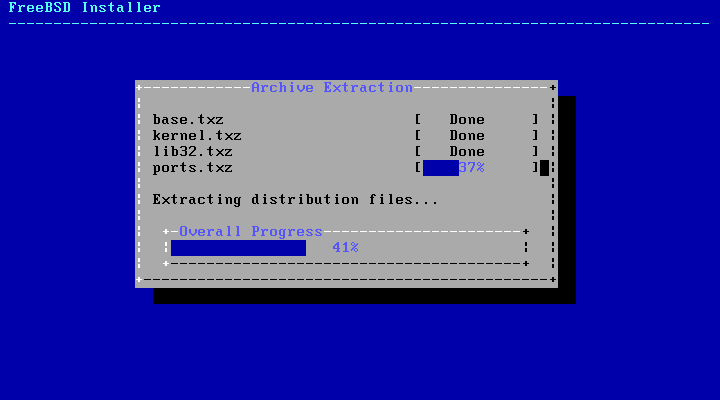 FreeBSD Installer
Archive Extraction
base.txz [ Done ]
kernel.txz [ Done ]
lib32.txz [ Done ]
ports.txz [ 37% ]
Extracting distribution files...
Overall Progress
41%